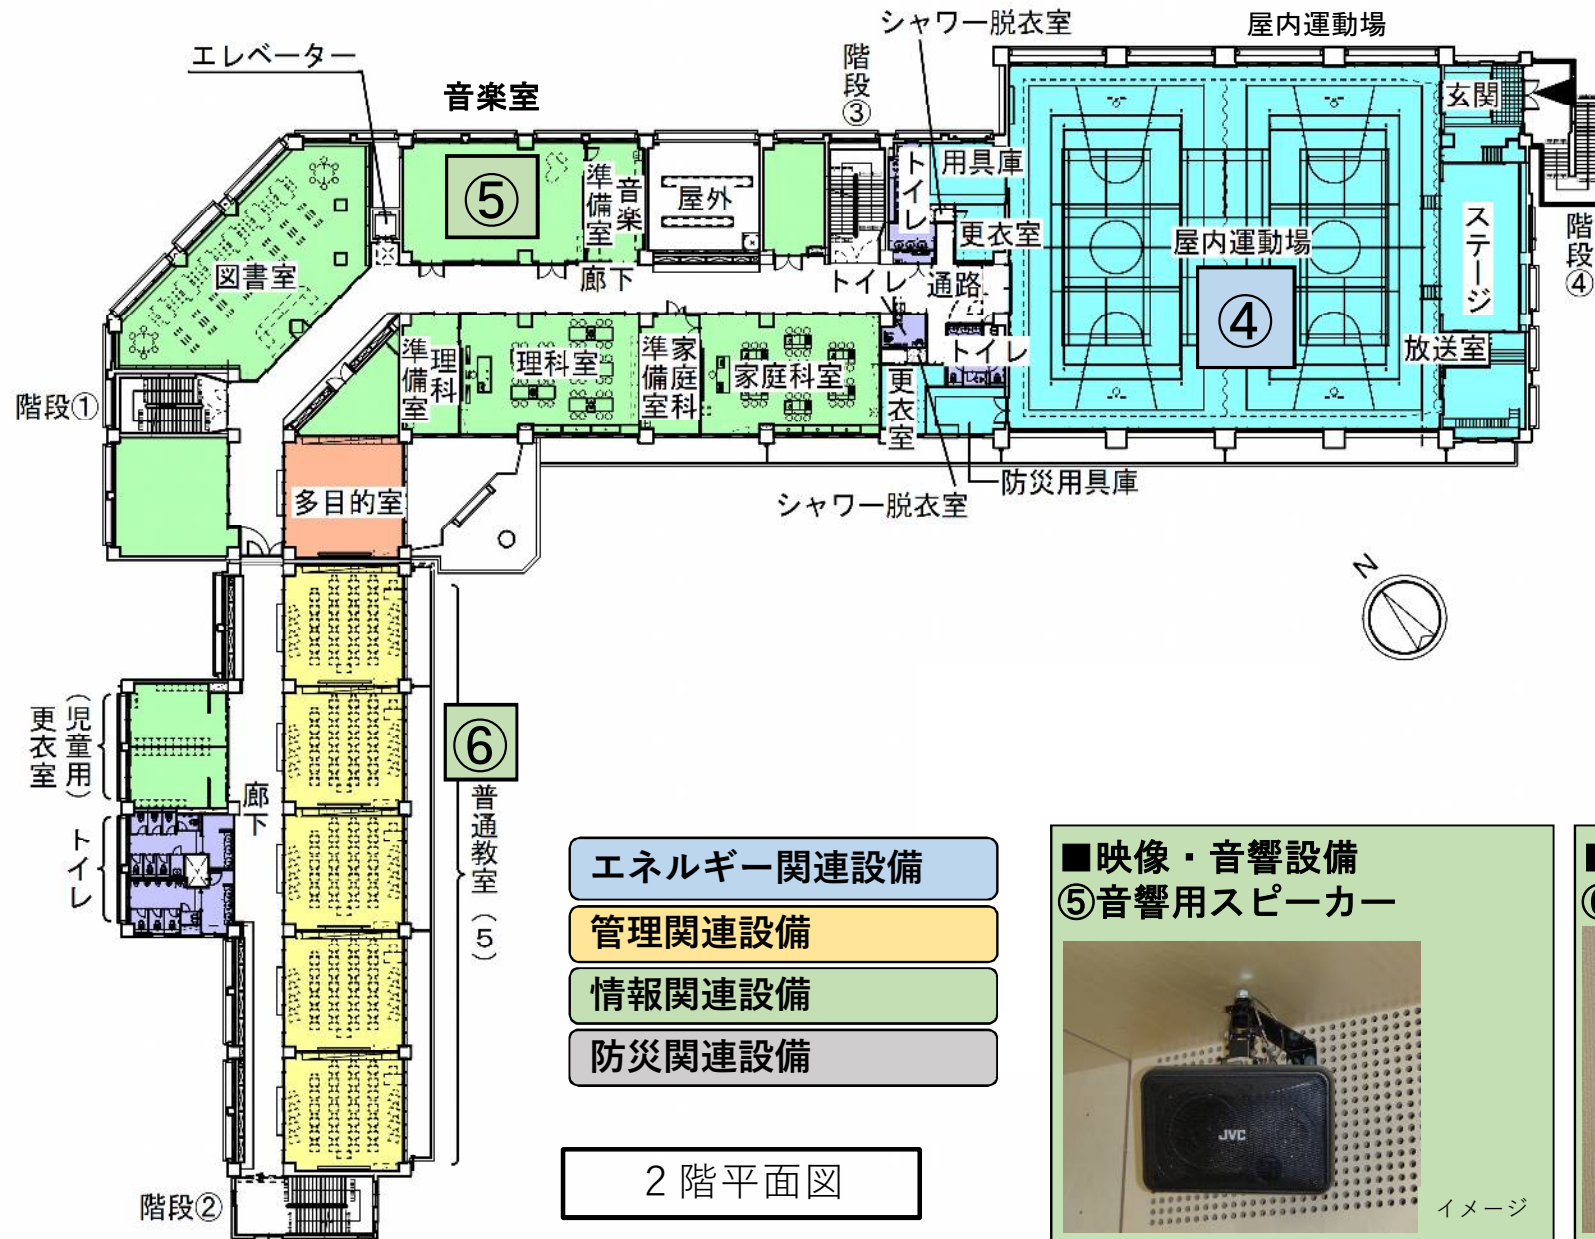 シャワー脱衣室
屋内運動場
エレベーター
音楽室
階段③
玄関
⑤
準備室
音楽
屋外
トイレ
用具庫
更衣室
屋内運動場
ステージ
階段④
図書室
廊下
トイレ
通路
④
準備室
理科
理科室
準備室
家庭科
家庭科室
トイレ
放送室
更衣室
階段①
多目的室
シャワー脱衣室
防災用具庫
N
更衣室
(児童用)
⑥
廊下
普通教室(5)
トイレ
エネルギー関連設備
管理関連設備
情報関連設備
防災関連設備
■映像・音響設備
⑤音響用スピーカー
JVC
イメージ
2階平面図
階段②